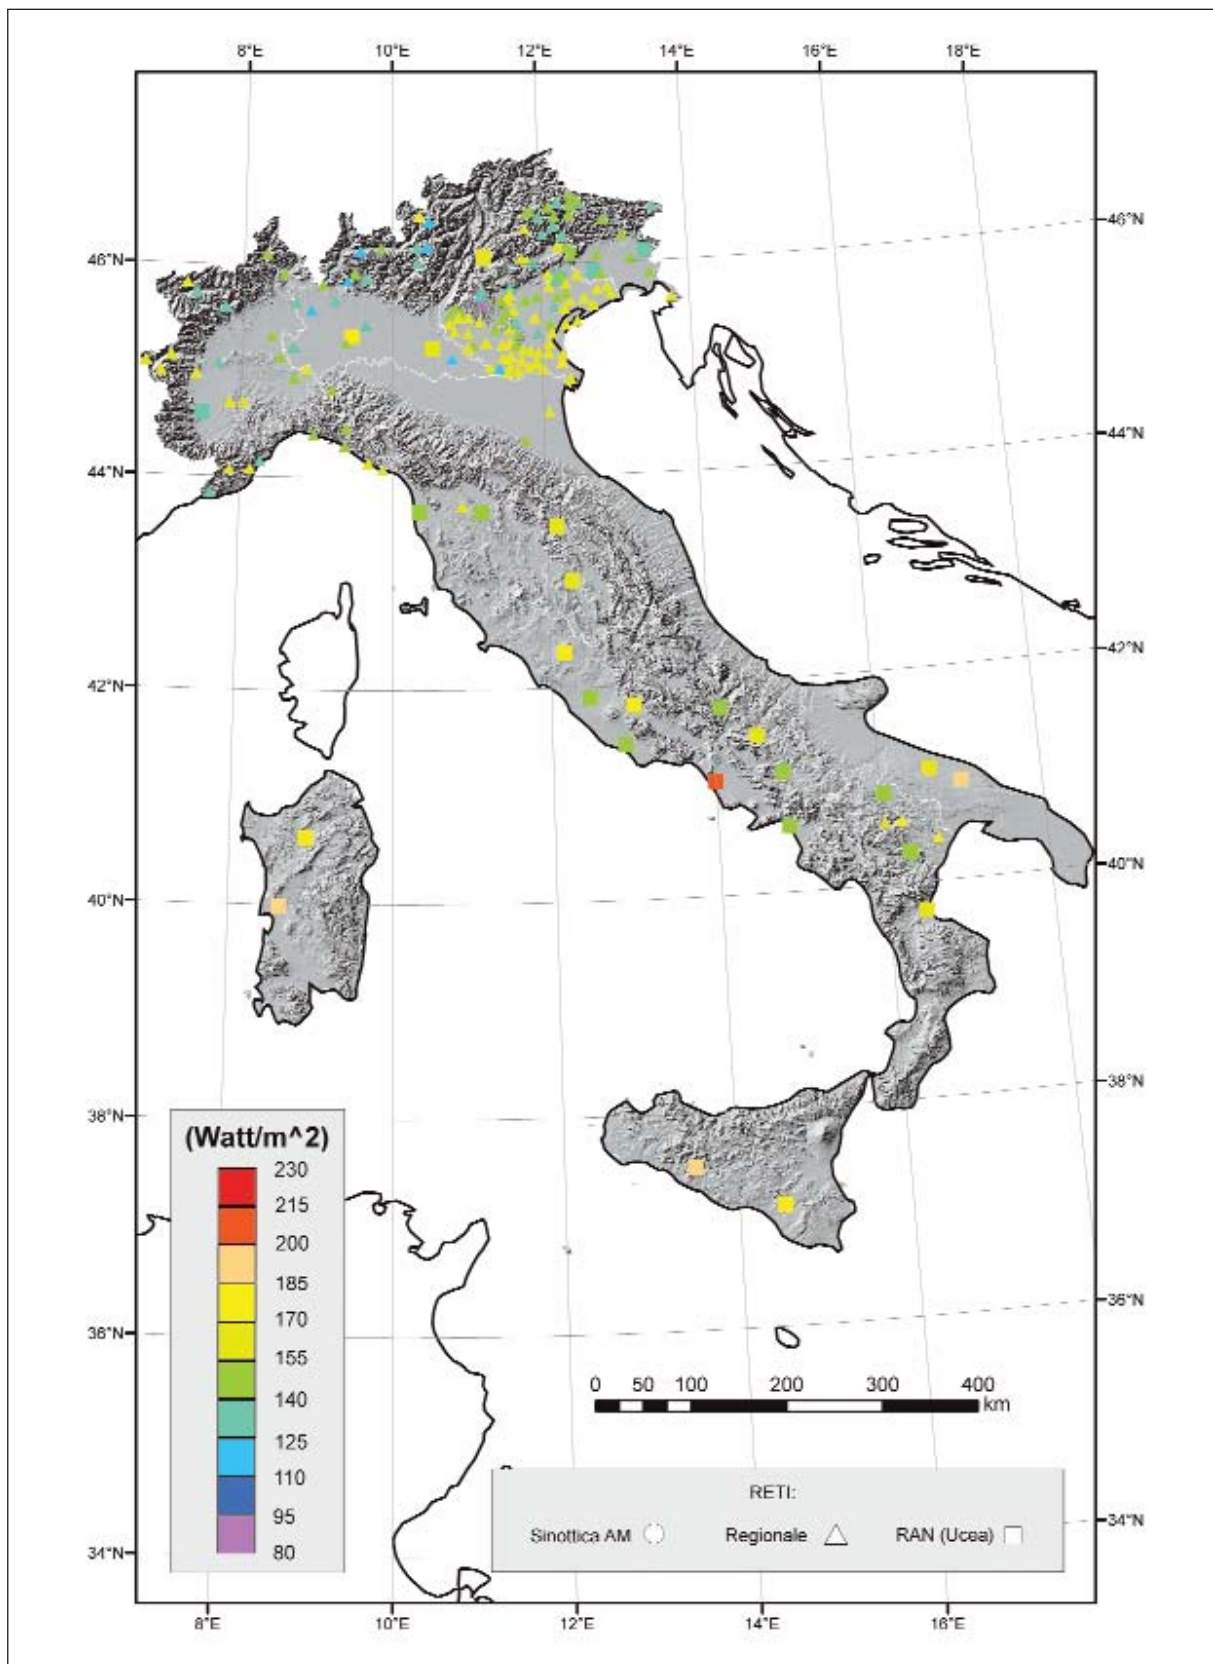 8°E 10°E 12°E 14°E 16°E 18°E
46°N 46°N
44°N 44°N
42°N 42°N
40°N 40°N
38°N 38°N
36°N 36°N
34°N 34°N
(Watt/m^2)
230
215
200
185
170
155
140
125
110
95
80
0 50 100 200 300 400
km
RETI:
Sinottica AM Regionale RAN (Ucea)
8°E 10°E 12°E 14°E 16°E